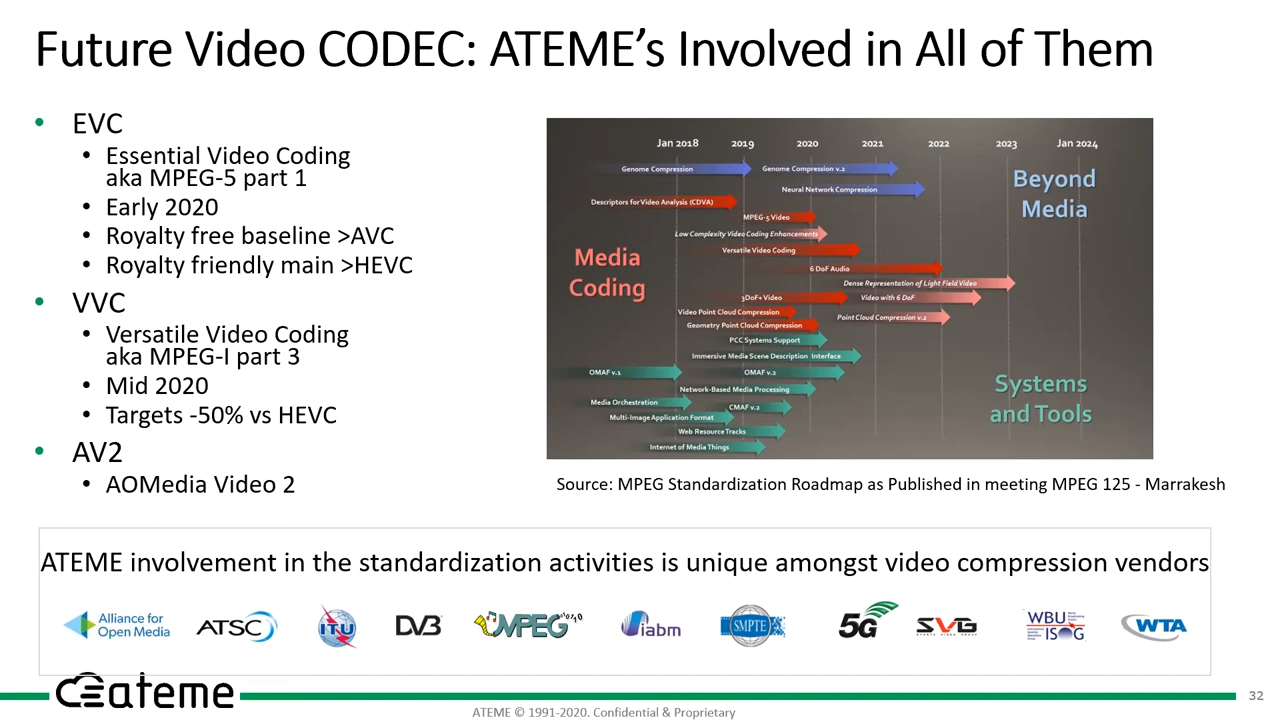 Future Video CODEC: ATEME's Involved in All of Them
• EVC
• Essential Video Coding
aka MPEG-5 part 1
• Early 2020
• Royalty free baseline >AVC
• Royalty friendly main >HEVC
• VVC
• Versatile Video Coding
aka MPEG-I part 3
• Mid 2020
• Targets -50% vs HEVC
• AV2
• AOMedia Video 2
Jan 2018 2019 2020 2021 2022 2023 Jan 2024
Genome Compression Genome Compression v.2
Neural Network Compression
Beyond
Media
Descriptors for Video Analysis (CDVA)
MPEG-5 Video
Low Complexity Video Coding Enhancements
Versatile Video Coding
Media
Coding
6 DoF Audio
Dense Representation of Light Field Video
3DoF+ Video Video with 6 DoF
Video Point Cloud Compression
Point Cloud Compression v.2
Geometry Point Cloud Compression
PCC Systems Support
Immersive Media Scene Description Interface
OMAF v.1 OMAF v.2
Network-Based Media Processing
Media Orchestration
CMAF v.2
Multi-Image Application Format
Web Resource Tracks
Internet of Media Things
Systems
and Tools
Source: MPEG Standardization Roadmap as Published in meeting MPEG 125 - Marrakesh
ATEME involvement in the standardization activities is unique amongst video compression vendors
Alliance for
Open Media
ATSC
ITU
DVB
MPEG
iabm
SMPTE
5G
SVG
WBU
ISOG
WTA
ateme
32
ATEME © 1991-2020. Confidential & Proprietary